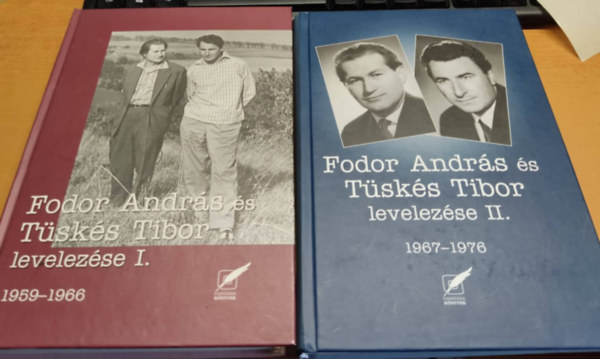 Fodor András és
Tüskés Tibor
levelezése I.
1959–1966
Fodor András és
Tüskés Tibor
levelezése II.
1967–1976